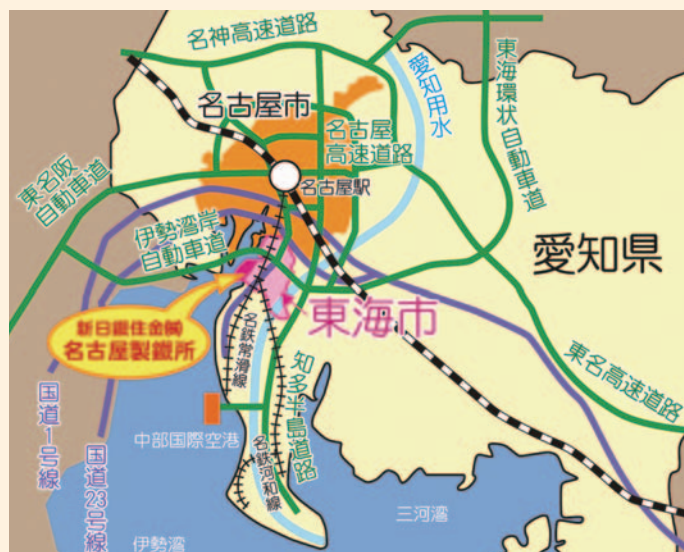 名神高速道路
名古屋市
愛知用水
東海環状自動車道
名古屋
高速道路
東名阪
自動車道
名古屋駅
伊勢湾岸
自動車道
愛知県
新日鐵住金㈱
名古屋製鐵所
東海市
名鉄常滑線
知多半島道路
東名高速道路
国道1号線
国道23号線
中部国際空港
名鉄河和線
三河湾
伊勢湾